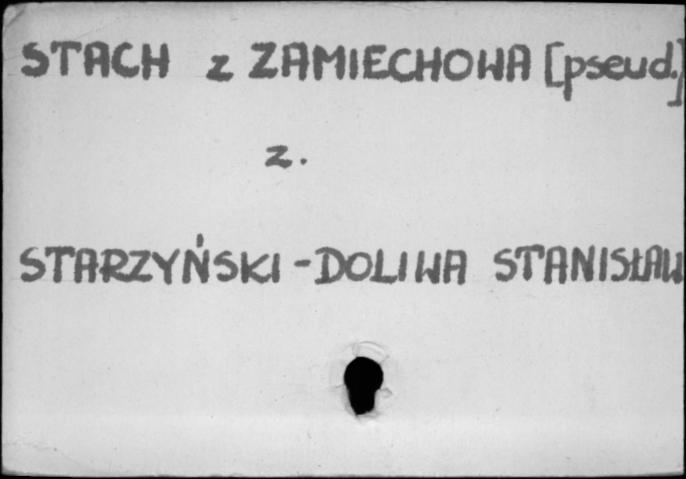 STACH z ZAMIECHOWA [pseud.]
z.
STARZYŃSKI-DOLIWA STANISŁAW